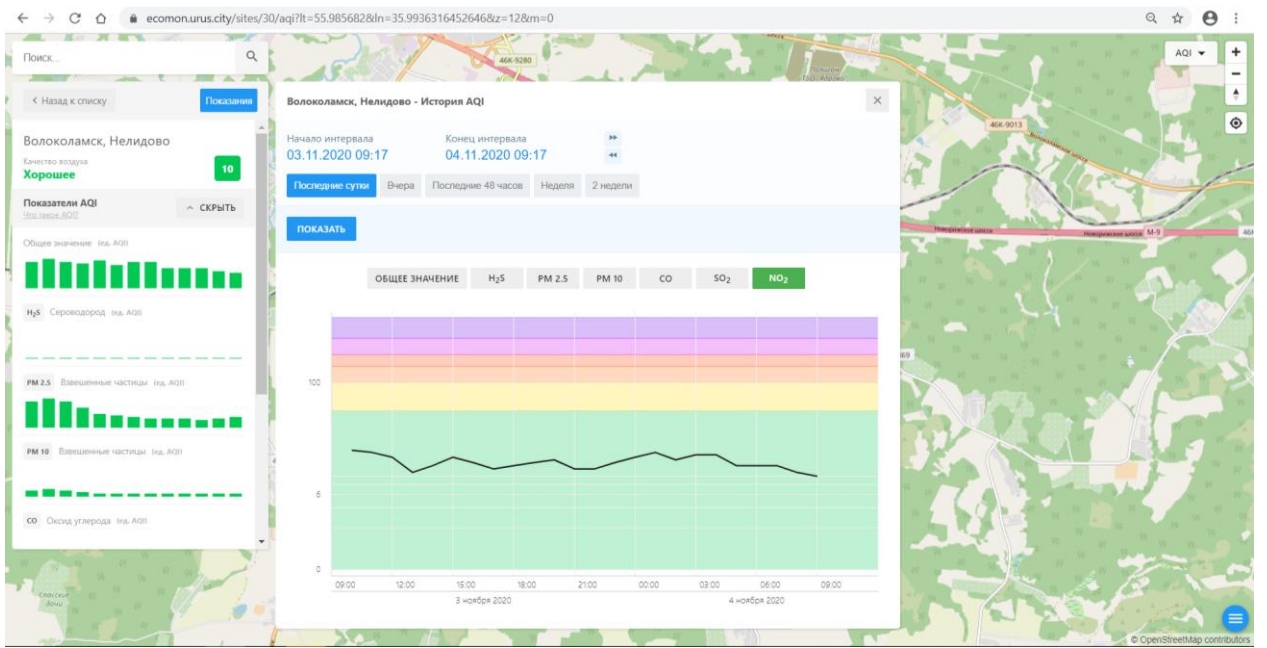 ecomon.urus.city/sites/30/aqi?lt=55.985682&ln=35.9936316452646&z=12&m=0
Поиск...
46K-9280
AQI
Назад к списку
Показания
Волоколамск, Нелидово - История AQI
46K-9013
Волоколамск, Нелидово
Качество воздуха
Хорошее
10
Начало интервала
Конец интервала
03.11.2020 09:17
04.11.2020 09:17
Последние сутки
Вчера
Последние 48 часов
Неделя
2 недели
Показатели AQI
Что такое AQI?
СКРЫТЬ
ПОКАЗАТЬ
Новорижское шоссе
Новорижское шоссе
M-9
Общее значение (ед. AQI)
ОБЩЕЕ ЗНАЧЕНИЕ
H₂S
PM 2.5
PM 10
CO
SO₂
NO₂
H₂S Сероводород (ед. AQI)
PM 2.5 Взвешенные частицы (ед. AQI)
PM 10 Взвешенные частицы (ед. AQI)
CO Оксид углерода (ед. AQI)
100
6
0
09:00
12:00
15:00
18:00
21:00
00:00
03:00
06:00
09:00
3 ноября 2020
4 ноября 2020
Спасские
дачи
© OpenStreetMap contributors